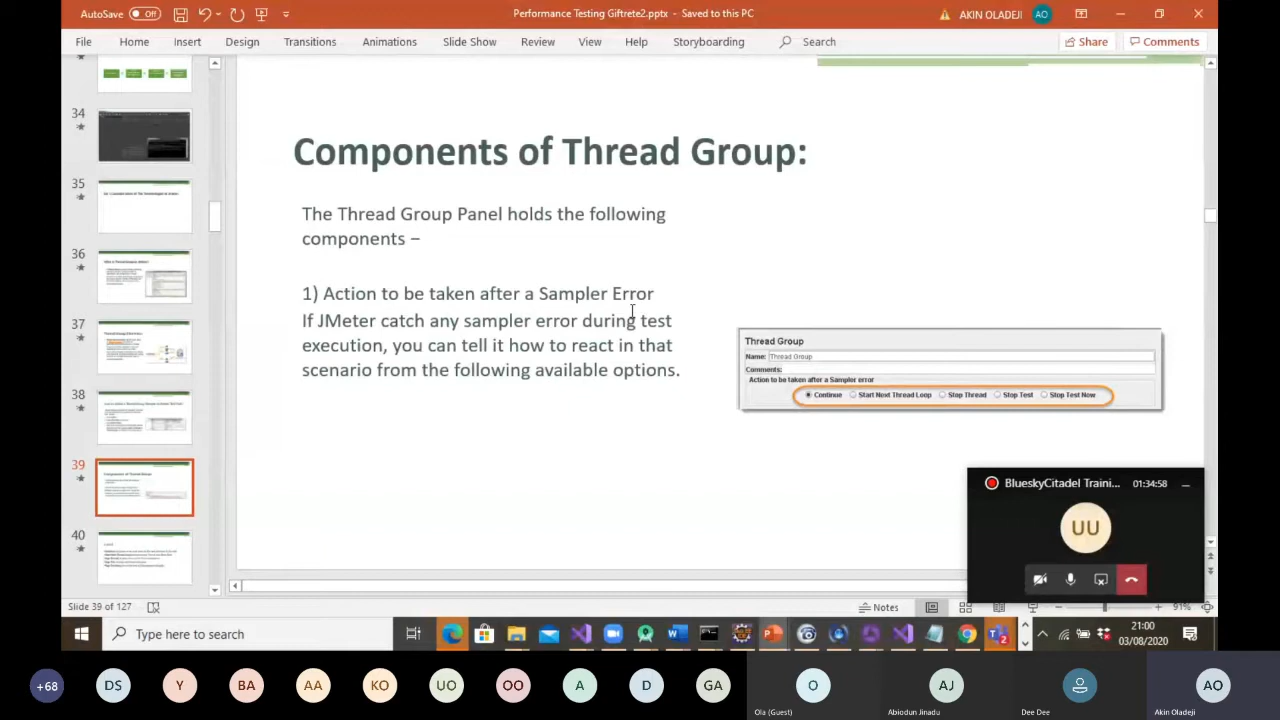 AutoSave Off
Performance Testing Giftrete2.pptx - Saved to this PC
AKIN OLADEJI AO
File Home Insert Design Transitions Animations Slide Show Review View Help Storyboarding Search Share Comments
34
35
36
37
38
39
40
Components of Thread Group:
The Thread Group Panel holds the following
components –
1) Action to be taken after a Sampler Error
If JMeter catch any sampler error during test
execution, you can tell it how to react in that
scenario from the following available options.
Thread Group
Name: Thread Group
Comments:
Action to be taken after a Sampler error
Continue Start Next Thread Loop Stop Thread Stop Test Stop Test Now
BlueskyCitadel Traini... 01:34:58
UU
Slide 39 of 127
Notes
91%
Type here to search
21:00
03/08/2020
+68 DS Y BA AA KO UO OO A D GA O AJ AO
Ola (Guest) Abiodun Jinadu Dee Dee Akin Oladeji